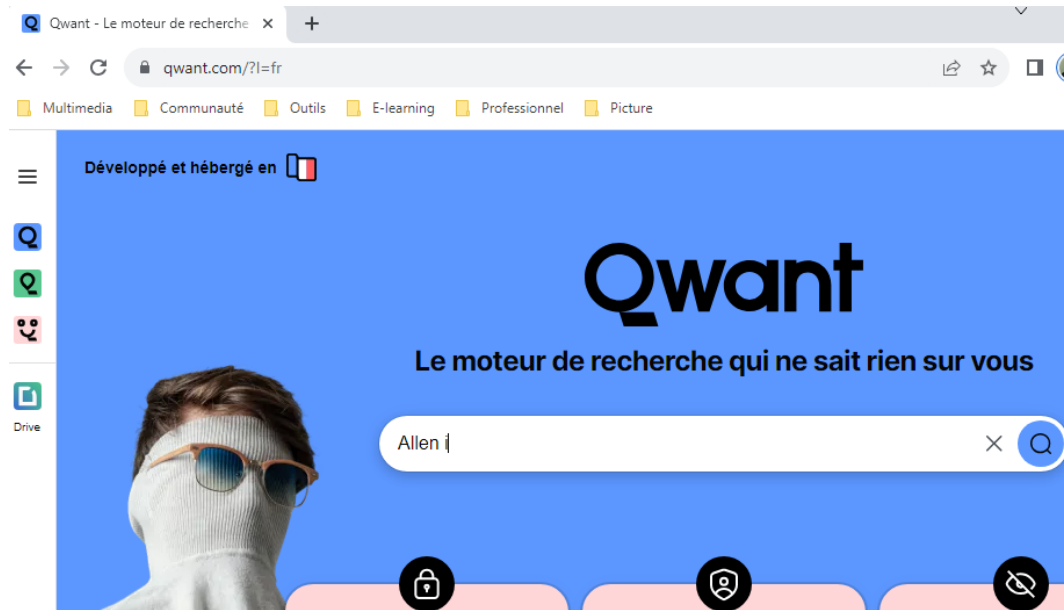 Qwant - Le moteur de recherche
qwant.com/?l=fr
Multimedia Communauté Outils E-learning Professionnel Picture
Développé et hébergé en
Qwant
Le moteur de recherche qui ne sait rien sur vous
Allen i
Drive